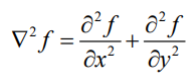 ∇²f = ∂²f/∂x² + ∂²f/∂y²